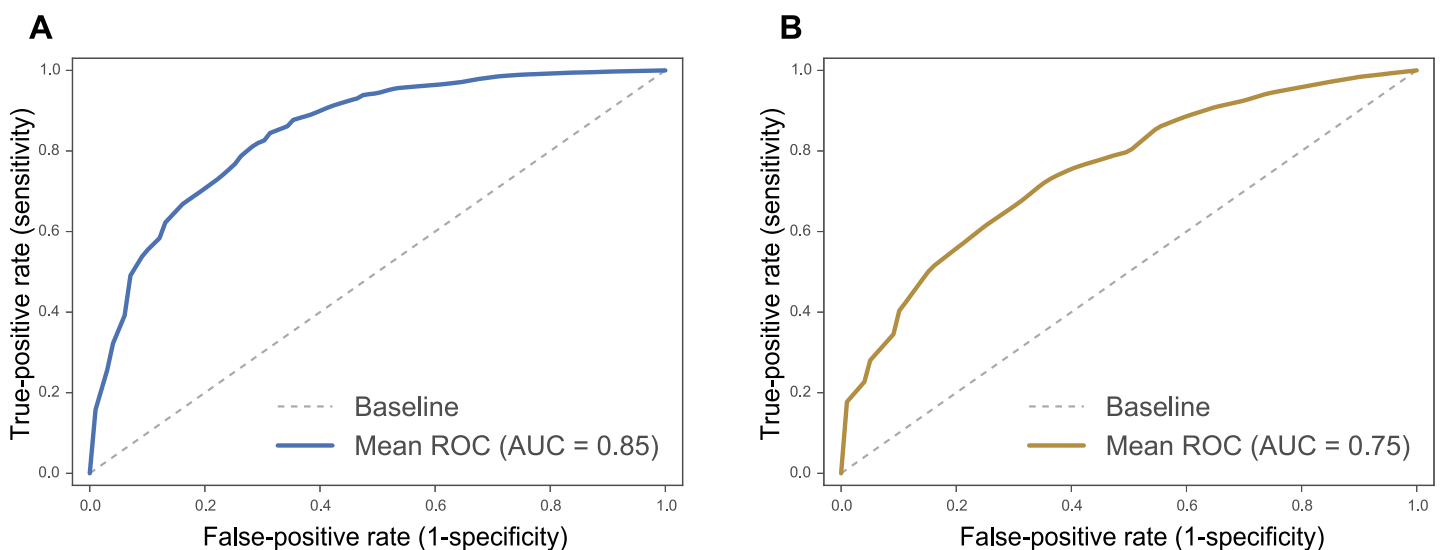 A
True-positive rate (sensitivity)
1.0
0.8
0.6
0.4
0.2
0.0
Baseline
Mean ROC (AUC = 0.85)
0.0 0.2 0.4 0.6 0.8 1.0
False-positive rate (1-specificity)
B
True-positive rate (sensitivity)
1.0
0.8
0.6
0.4
0.2
0.0
Baseline
Mean ROC (AUC = 0.75)
0.0 0.2 0.4 0.6 0.8 1.0
False-positive rate (1-specificity)